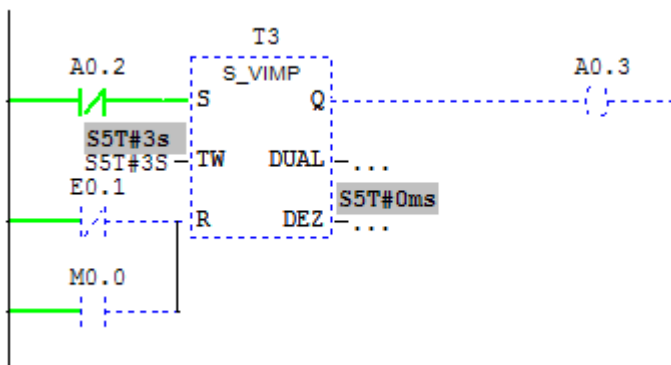 T3
A0.2
S_VIMP
A0.3
S
Q
S5T#3s
S5T#3S
TW
DUAL
...
E0.1
S5T#0ms
R
DEZ
...
M0.0